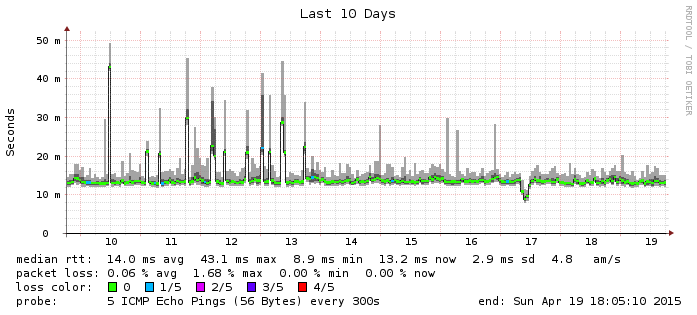 Last 10 Days
RRDTOOL / TOBI OETIKER
Seconds
50 m
40 m
30 m
20 m
10 m
0
10 11 12 13 14 15 16 17 18 19
median rtt: 14.0 ms avg 43.1 ms max 8.9 ms min 13.2 ms now 2.9 ms sd 4.8 am/s
packet loss: 0.06 % avg 1.68 % max 0.00 % min 0.00 % now
loss color: 0 1/5 2/5 3/5 4/5
probe: 5 ICMP Echo Pings (56 Bytes) every 300s end: Sun Apr 19 18:05:10 2015